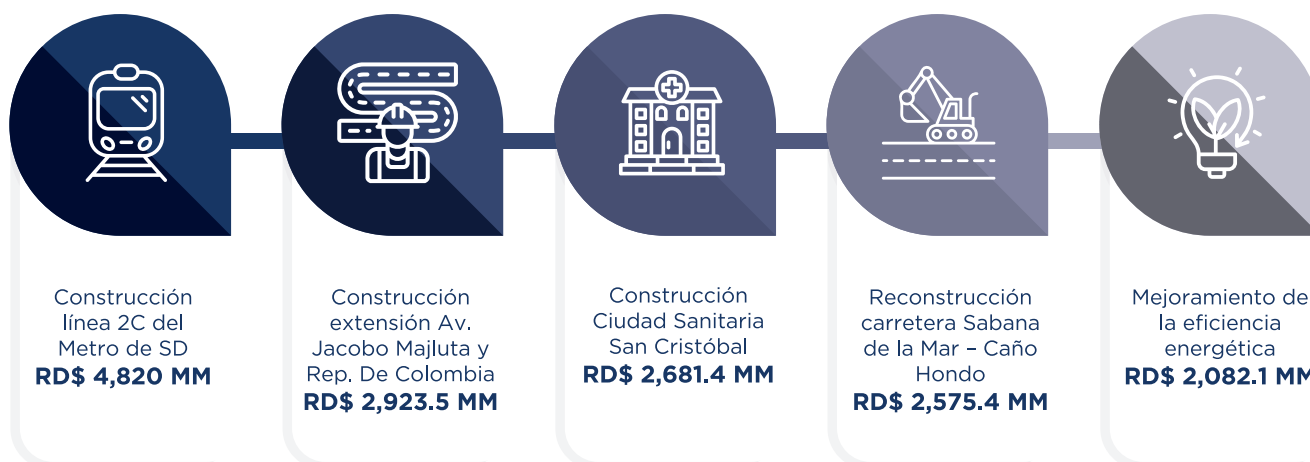 Construcción
línea 2C del
Metro de SD
RD$ 4,820 MM
Construcción
extensión Av.
Jacobo Majluta y
Rep. De Colombia
RD$ 2,923.5 MM
Construcción
Ciudad Sanitaria
San Cristóbal
RD$ 2,681.4 MM
Reconstrucción
carretera Sabana
de la Mar – Caño
Hondo
RD$ 2,575.4 MM
Mejoramiento de
la eficiencia
energética
RD$ 2,082.1 MM